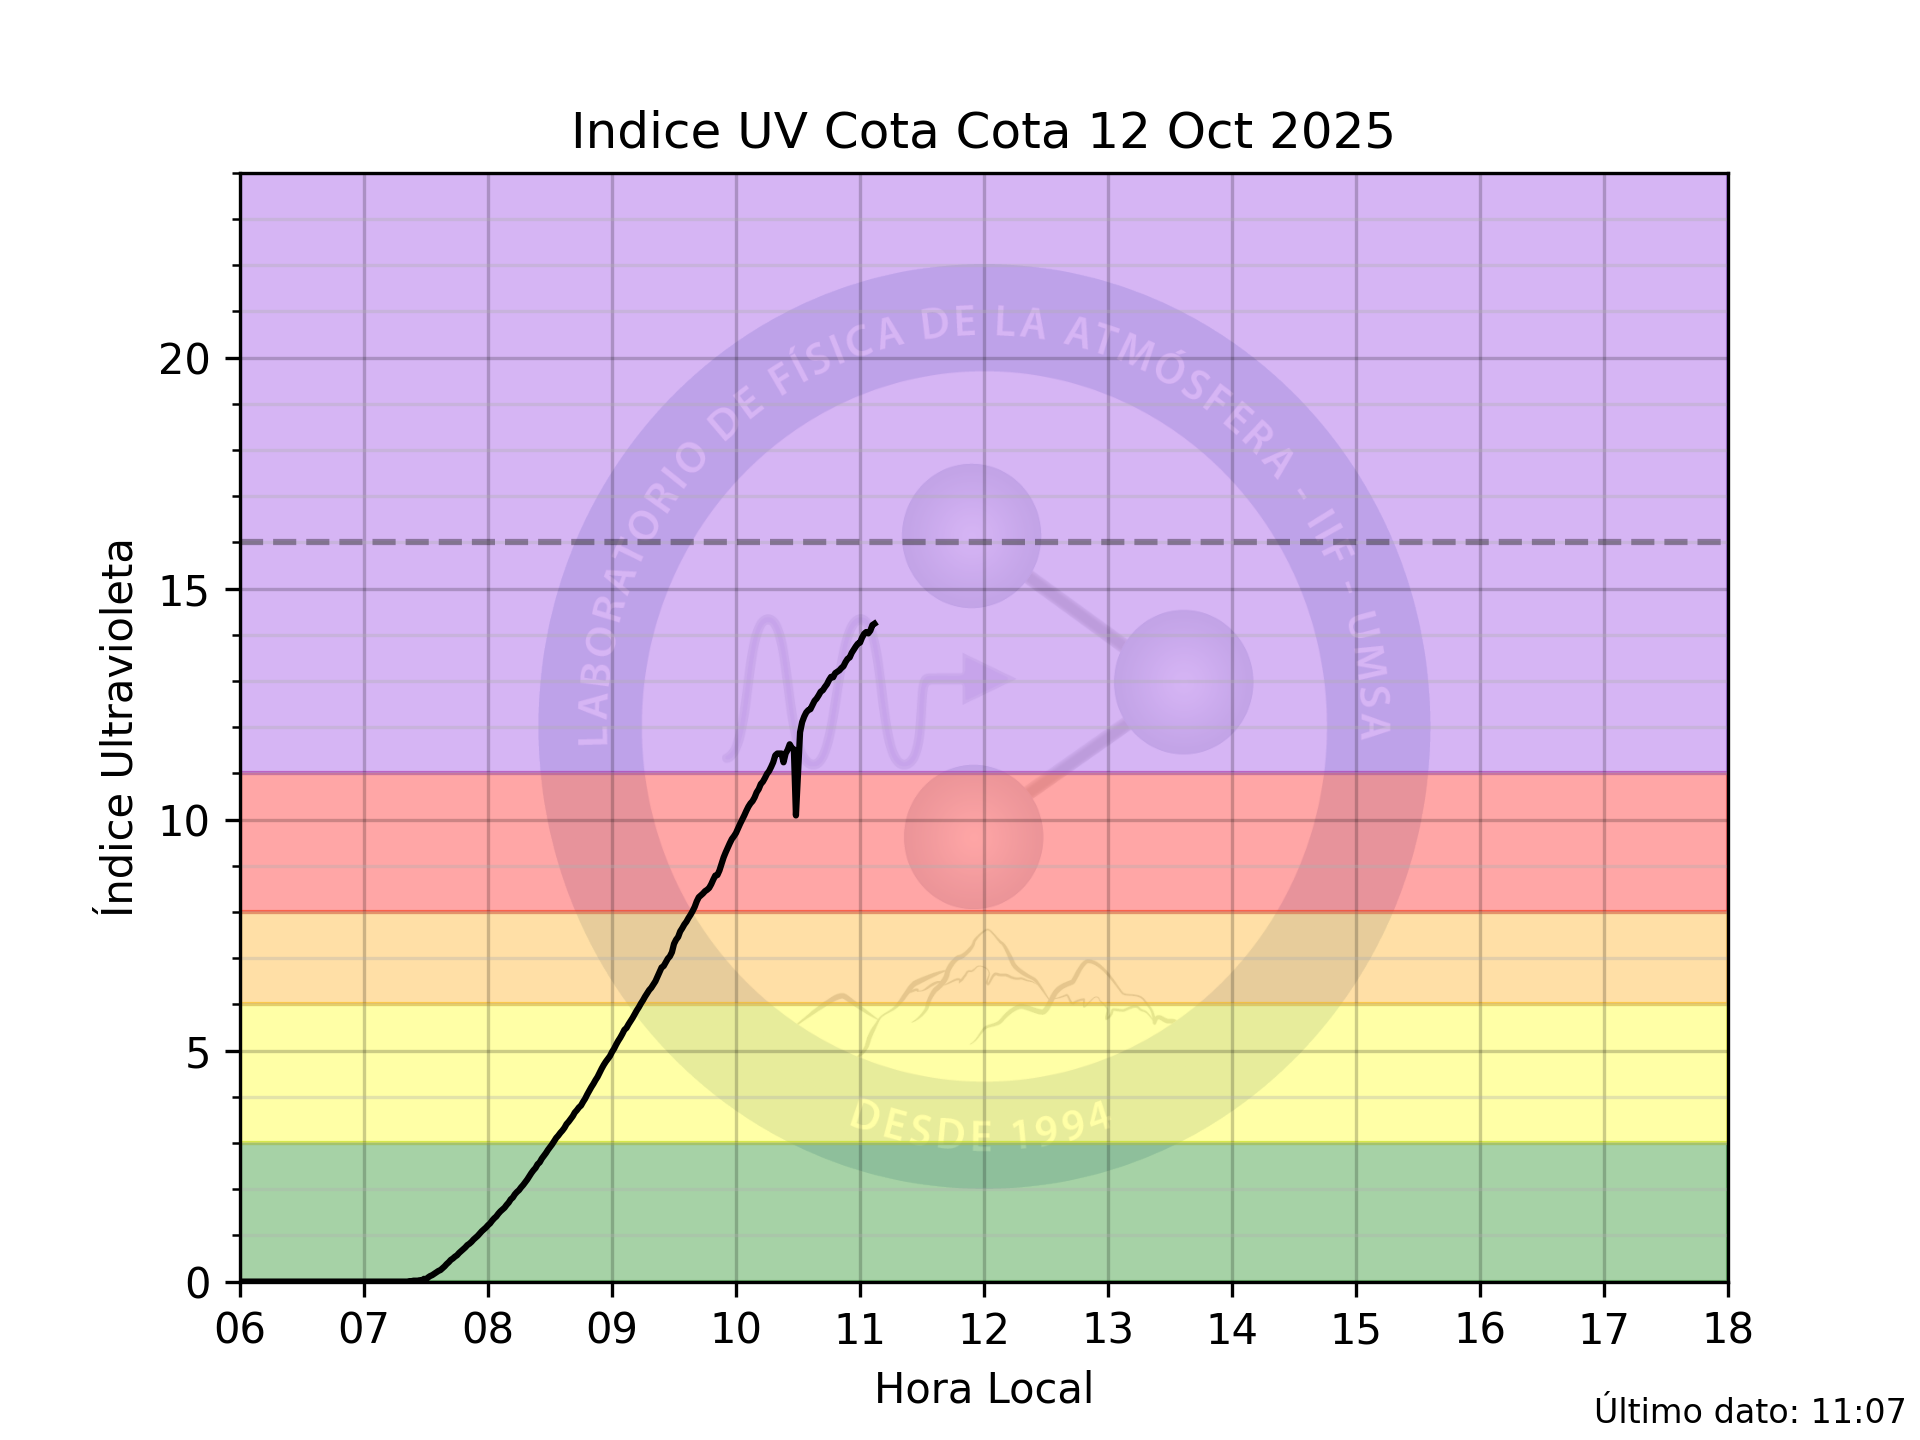 Indice UV Cota Cota 12 Oct 2025
Índice Ultravioleta
20
15
10
5
0
LABORATORIO DE FÍSICA DE LA ATMÓSFERA - IIF - UMSA
DESDE 1994
06 07 08 09 10 11 12 13 14 15 16 17 18
Hora Local
Último dato: 11:07